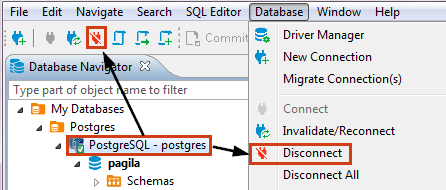 File Edit Navigate Search SQL Editor Database Window Help
Commit
Database Navigator
Type part of object name to filter
My Databases
Postgres
PostgreSQL - postgres
pagila
Schemas
Driver Manager
New Connection
Migrate Connection(s)
Connect
Invalidate/Reconnect
Disconnect
Disconnect All